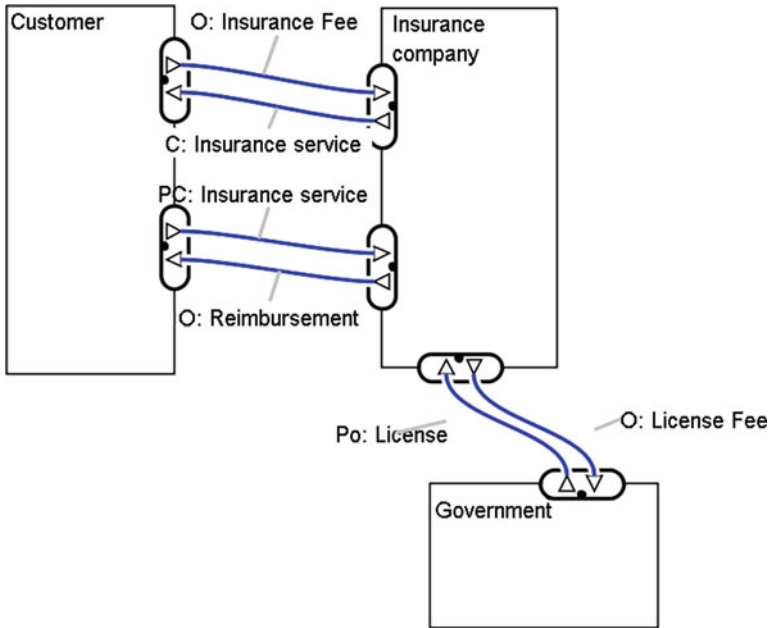 Customer
O: Insurance Fee
Insurance
company
C: Insurance service
PC: Insurance service
O: Reimbursement
Po: License
O: License Fee
Government